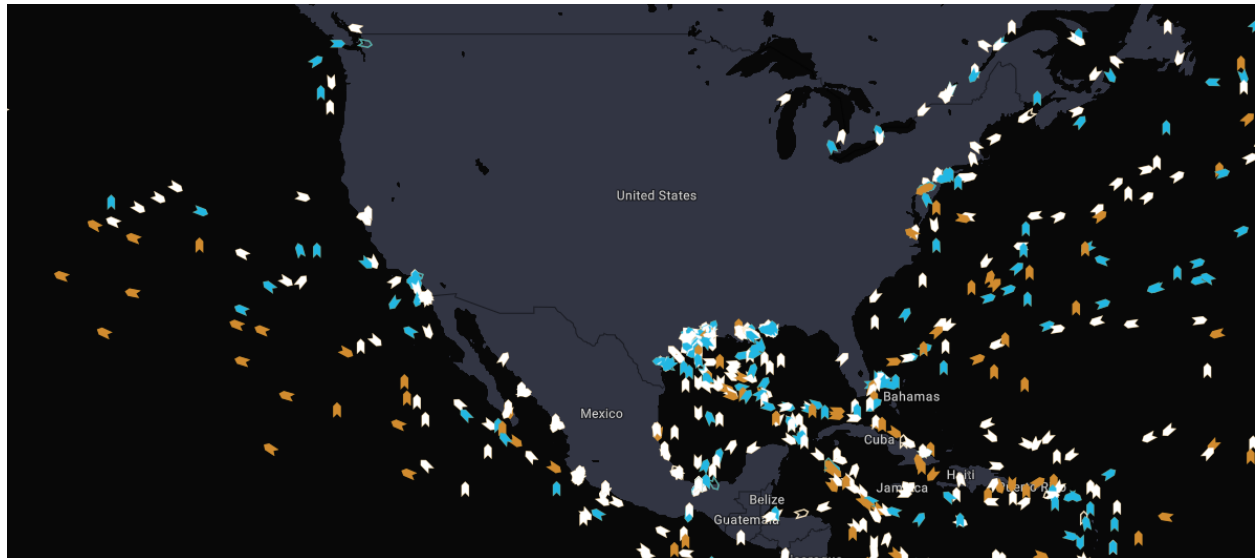 United States
Bahamas
Mexico
Cuba
Haiti
Jamaica
Belize
Guatemala